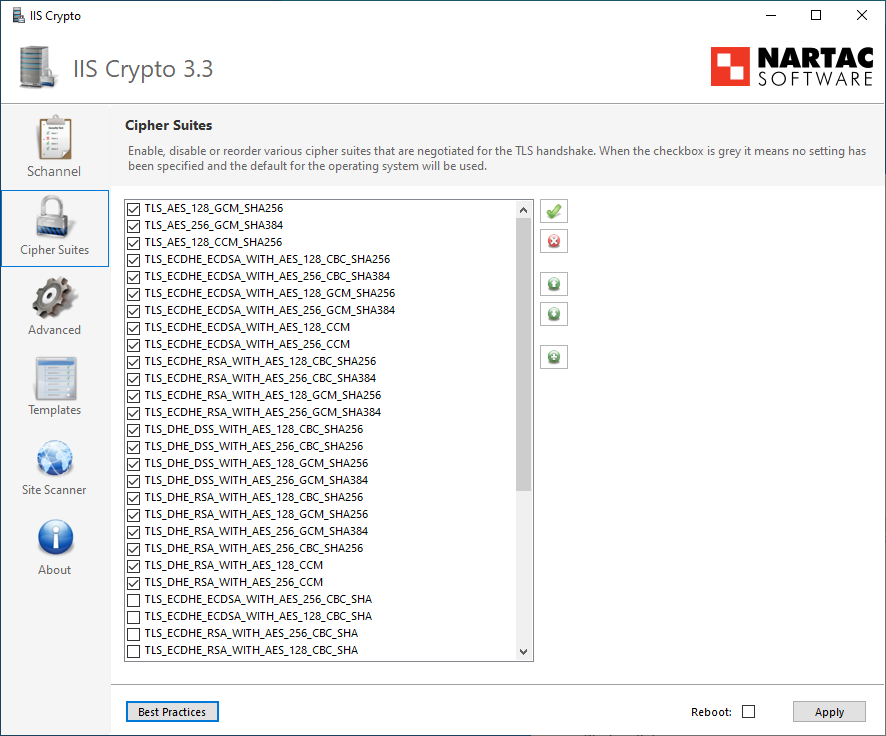 IIS Crypto
IIS Crypto 3.3
NARTAC
SOFTWARE
Schannel
Cipher Suites
Advanced
Templates
Site Scanner
About
Cipher Suites
Enable, disable or reorder various cipher suites that are negotiated for the TLS handshake. When the checkbox is grey it means no setting has
been specified and the default for the operating system will be used.
TLS_AES_128_GCM_SHA256
TLS_AES_256_GCM_SHA384
TLS_AES_128_CCM_SHA256
TLS_ECDHE_ECDSA_WITH_AES_128_CBC_SHA256
TLS_ECDHE_ECDSA_WITH_AES_256_CBC_SHA384
TLS_ECDHE_ECDSA_WITH_AES_128_GCM_SHA256
TLS_ECDHE_ECDSA_WITH_AES_256_GCM_SHA384
TLS_ECDHE_ECDSA_WITH_AES_128_CCM
TLS_ECDHE_ECDSA_WITH_AES_256_CCM
TLS_ECDHE_RSA_WITH_AES_128_CBC_SHA256
TLS_ECDHE_RSA_WITH_AES_256_CBC_SHA384
TLS_ECDHE_RSA_WITH_AES_128_GCM_SHA256
TLS_ECDHE_RSA_WITH_AES_256_GCM_SHA384
TLS_DHE_DSS_WITH_AES_128_CBC_SHA256
TLS_DHE_DSS_WITH_AES_256_CBC_SHA256
TLS_DHE_DSS_WITH_AES_128_GCM_SHA256
TLS_DHE_DSS_WITH_AES_256_GCM_SHA384
TLS_DHE_RSA_WITH_AES_128_CBC_SHA256
TLS_DHE_RSA_WITH_AES_128_GCM_SHA256
TLS_DHE_RSA_WITH_AES_256_GCM_SHA384
TLS_DHE_RSA_WITH_AES_256_CBC_SHA256
TLS_DHE_RSA_WITH_AES_128_CCM
TLS_DHE_RSA_WITH_AES_256_CCM
TLS_ECDHE_ECDSA_WITH_AES_256_CBC_SHA
TLS_ECDHE_ECDSA_WITH_AES_128_CBC_SHA
TLS_ECDHE_RSA_WITH_AES_256_CBC_SHA
TLS_ECDHE_RSA_WITH_AES_128_CBC_SHA
Best Practices
Reboot:
Apply